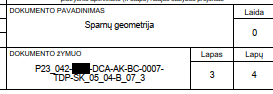 DOKUMENTO PAVADINIMAS
Laida
Sparnų geometrija
0
DOKUMENTO ŽYMUO
Lapas
Lapų
P23_042-
-DCA-AK-BC-0007-
TDP-SK_05_04-B_07_3
3
4